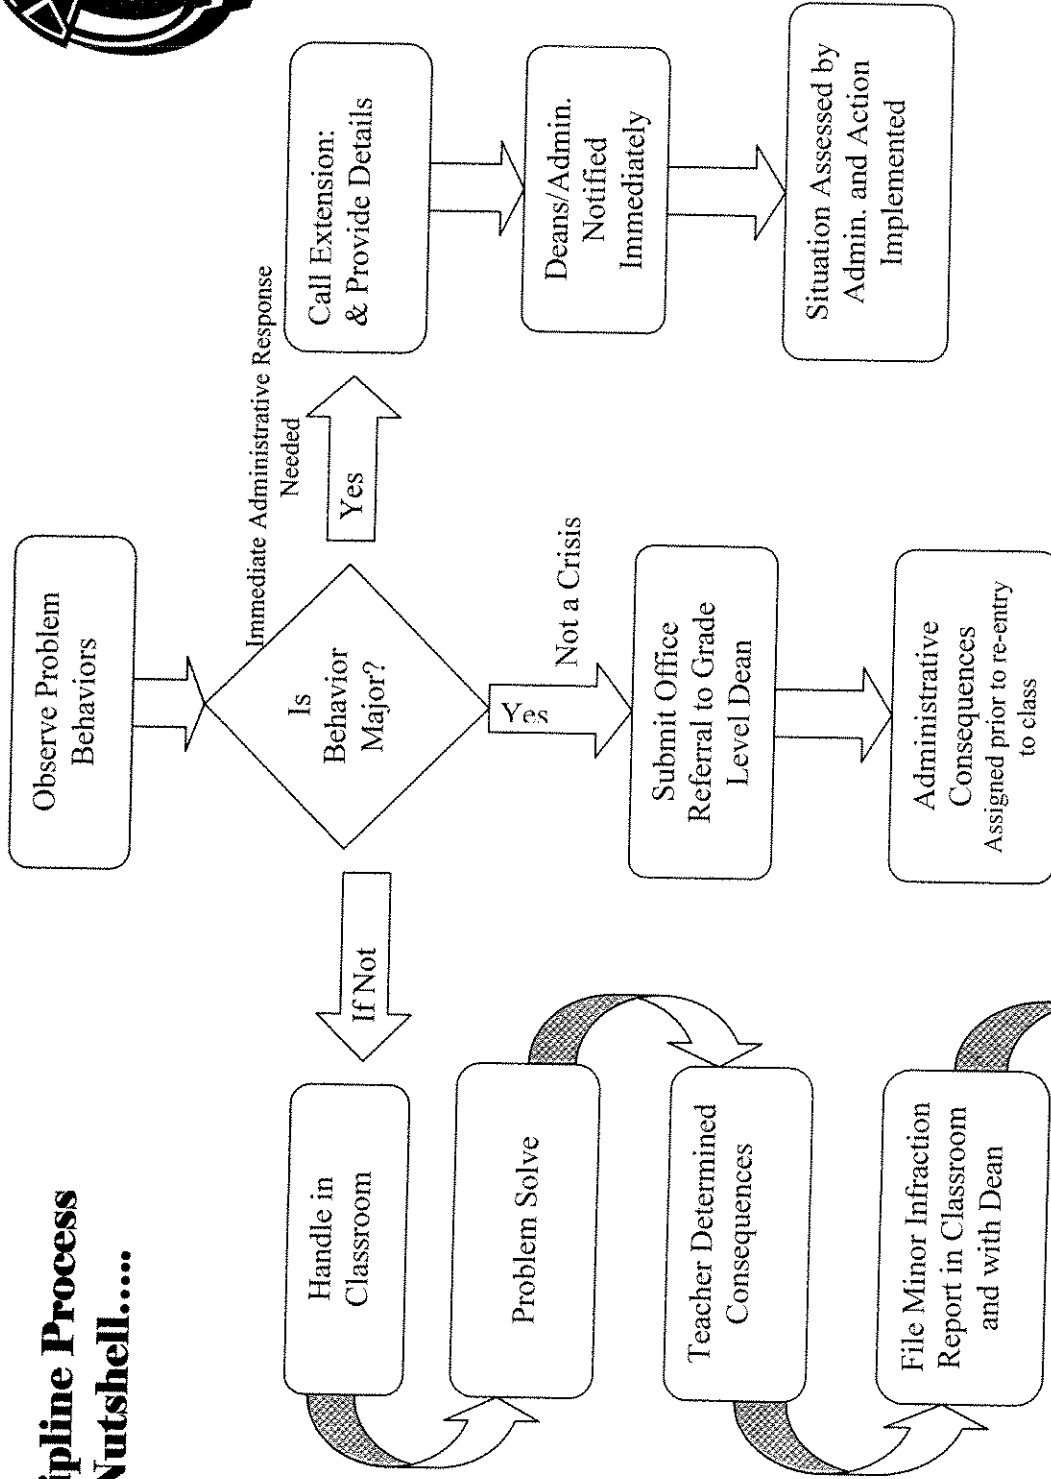 ipline Process
Nutshell.....
Observe Problem
Behaviors
Is
Behavior
Major?
Immediate Administrative Response
Needed
Yes
Call Extension:
& Provide Details
Deans/Admin.
Notified
Immediately
Situation Assessed by
Admin. and Action
Implemented
Not a Crisis
Yes
Submit Office
Referral to Grade
Level Dean
Administrative
Consequences
Assigned prior to re-entry
to class
If Not
Handle in
Classroom
Problem Solve
Teacher Determined
Consequences
File Minor Infraction
Report in Classroom
and with Dean